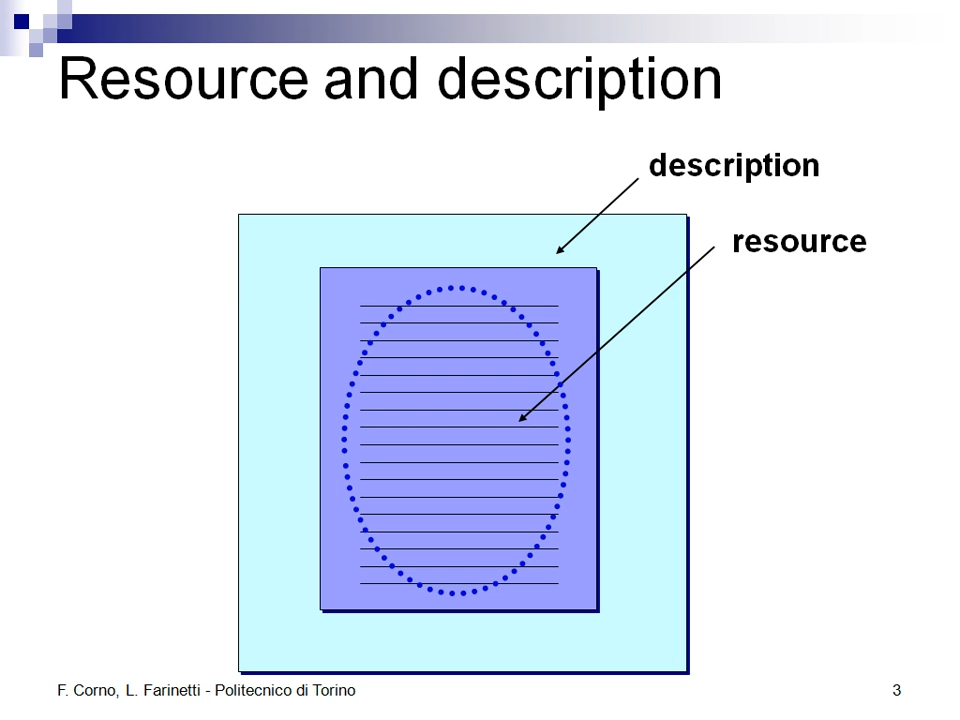 Resource and description
description
resource
F. Corno, L. Farinetti - Politecnico di Torino
3